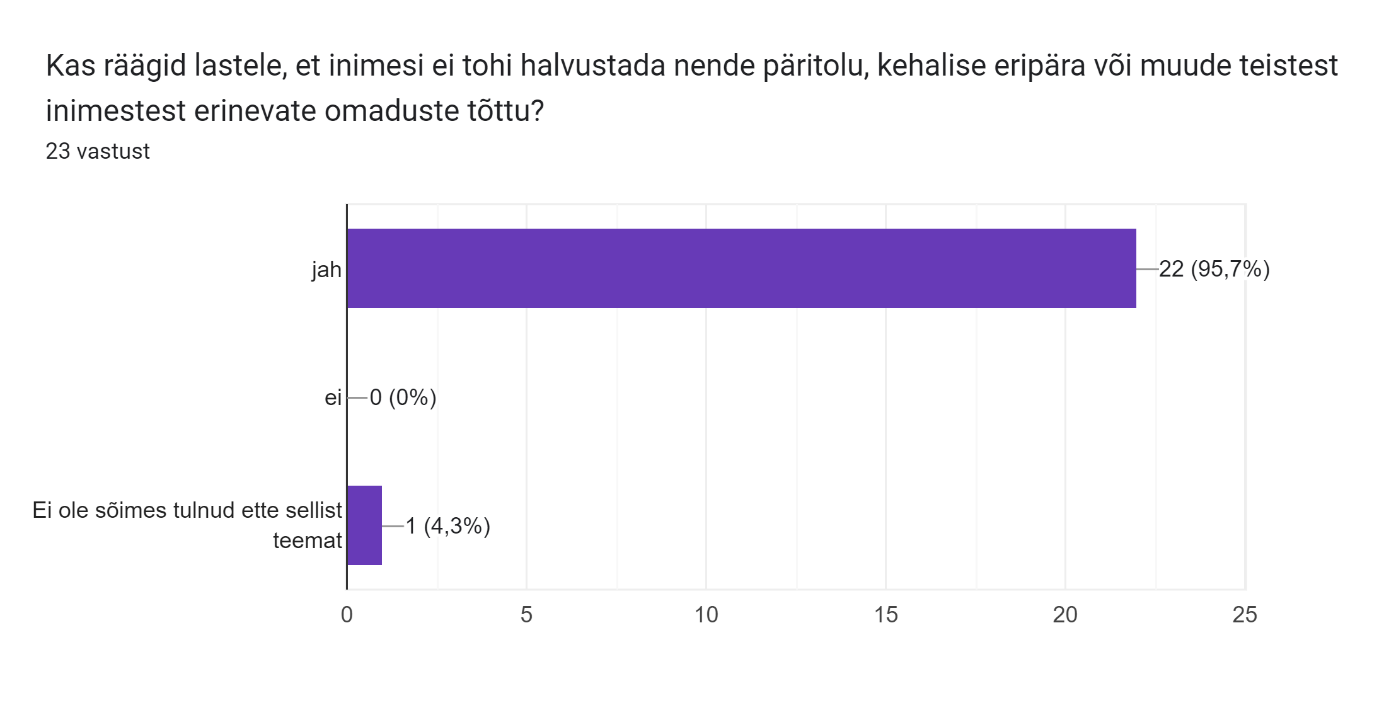 Kas räägid lastele, et inimesi ei tohi halvustada nende päritolu, kehalise eripära või muude teistest
inimestest erinevate omaduste tõttu?
23 vastust
jah
22 (95,7%)
ei
0 (0%)
Ei ole sõimes tulnud ette sellist
teemat
1 (4,3%)
0 5 10 15 20 25